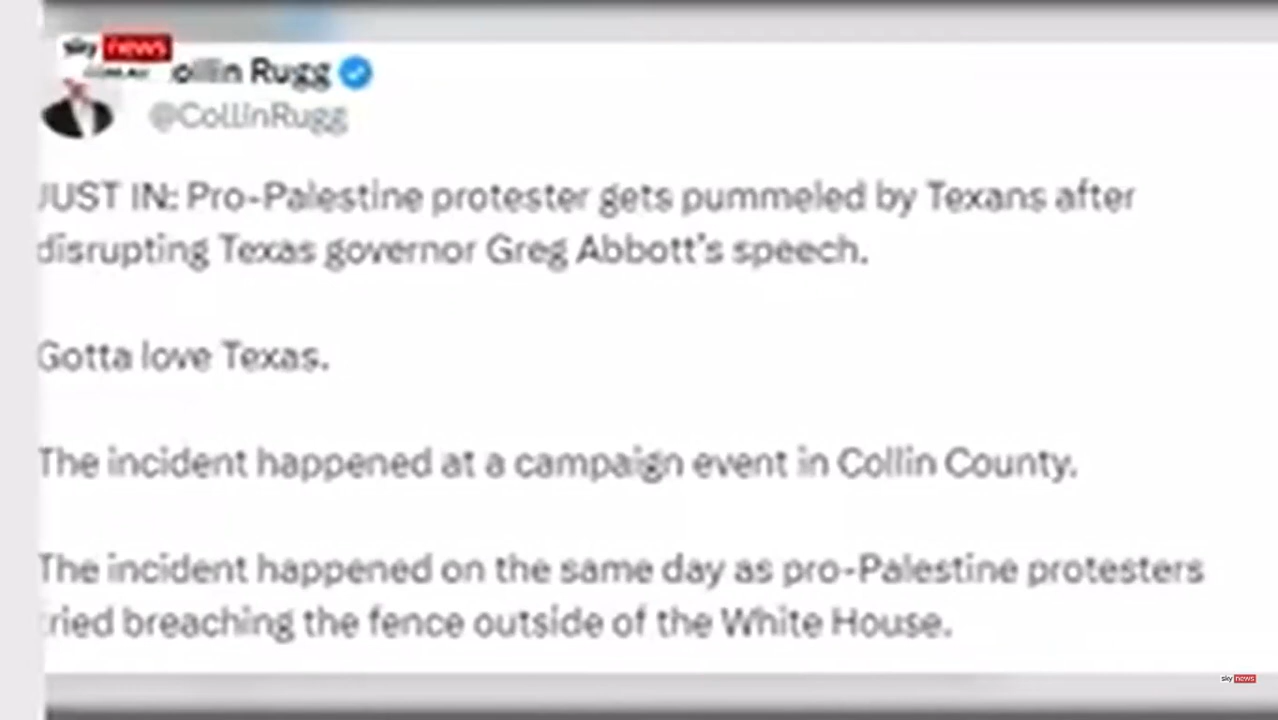 sky news
ollin Rugg
@CollinRugg
JUST IN: Pro-Palestine protester gets pummeled by Texans after
disrupting Texas governor Greg Abbott's speech.
Gotta love Texas.
The incident happened at a campaign event in Collin County.
The incident happened on the same day as pro-Palestine protesters
tried breaching the fence outside of the White House.
sky news